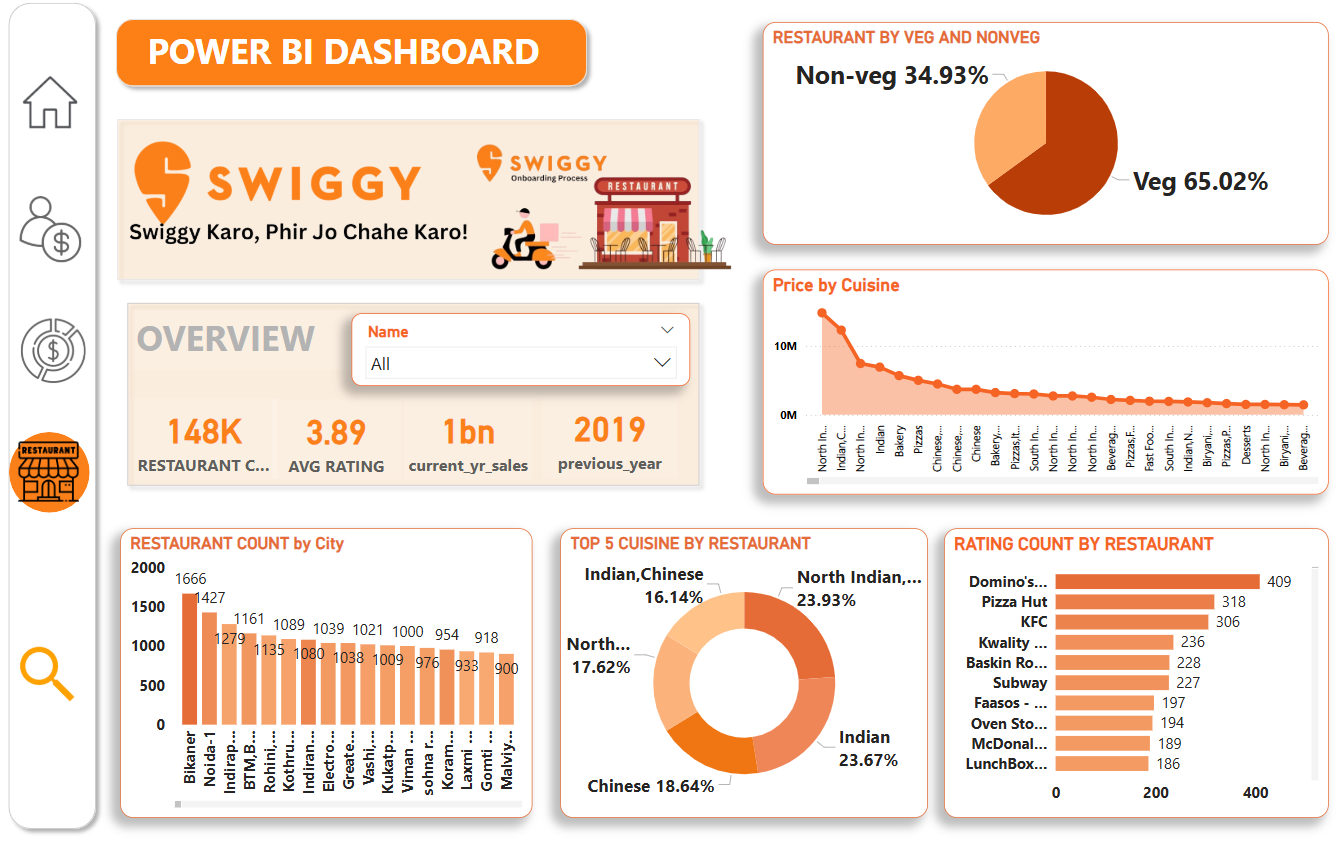 POWER BI DASHBOARD
SWIGGY
Swiggy Karo, Phir Jo Chahe Karo!
SWIGGY
Onboarding Process
RESTAURANT
OVERVIEW
Name
All
148K
RESTAURANT C...
3.89
AVG RATING
1bn
current_yr_sales
2019
previous_year
RESTAURANT
RESTAURANT BY VEG AND NONVEG
Non-veg 34.93%
Veg 65.02%
Price by Cuisine
10M
0M
North In...
Indian,C...
North In...
Indian
Bakery
Pizzas
Chinese,...
Chinese,...
Chinese
Bakery,...
Pizzas,It...
South In...
North In...
North In...
North In...
Beverag...
Pizzas,F...
Fast Foo...
South In...
Indian,N...
Biryani,...
Pizzas,P...
Desserts
North In...
Biryani,...
Beverag...
RESTAURANT COUNT by City
2000
1500
1000
500
0
1666
1427
1279
1161
1135
1089
1080
1039
1038
1021
1009
1000
976
954
933
918
900
Bikaner
Noida-1
Indirap...
BTM,B...
Rohini,...
Kothru...
Indiran...
Electro...
Greate...
Vashi,...
Kukatp...
Viman ...
sohna r...
Koram...
Laxmi ...
Gomti ...
Malviy...
TOP 5 CUISINE BY RESTAURANT
Indian,Chinese
16.14%
North Indian,...
23.93%
North...
17.62%
Indian
23.67%
Chinese 18.64%
RATING COUNT BY RESTAURANT
Domino's... 409
Pizza Hut 318
KFC 306
Kwality ... 236
Baskin Ro... 228
Subway 227
Faasos - ... 197
Oven Sto... 194
McDonal... 189
LunchBox... 186
0 200 400